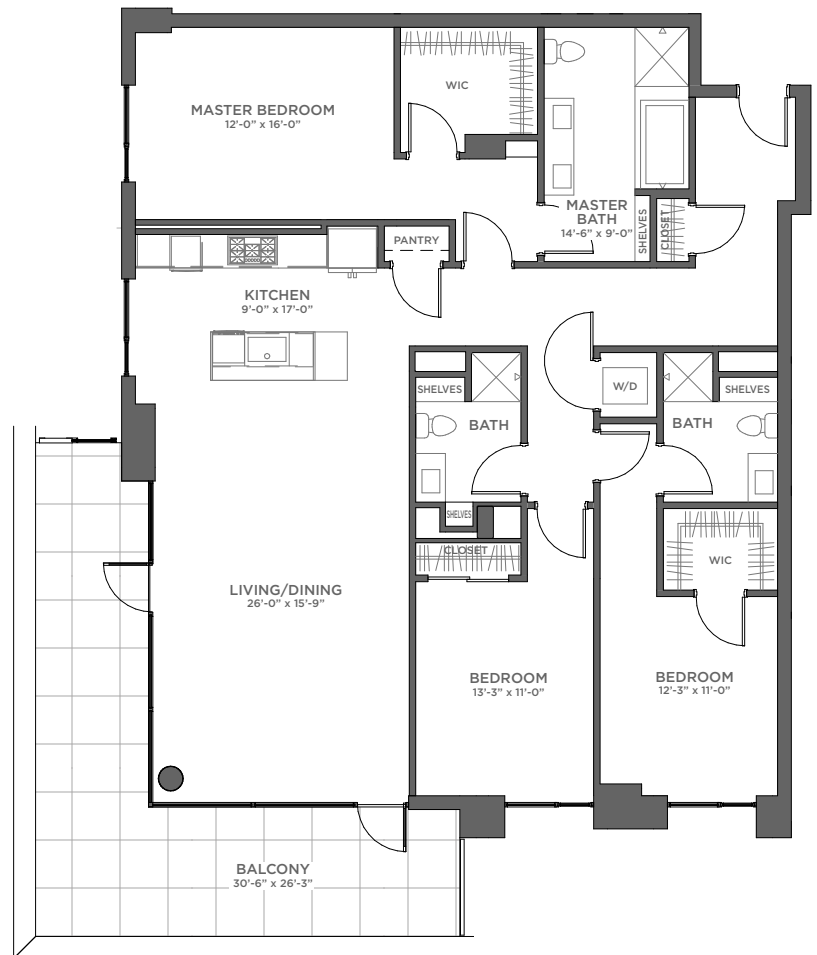 WIC
MASTER BEDROOM
12’-0” x 16’-0”
MASTER
BATH
14’-6” x 9’-0”
SHELVES
CLOSET
PANTRY
KITCHEN
9’-0” x 17’-0”
SHELVES
BATH
W/D
SHELVES
BATH
SHELVES
CLOSET
WIC
LIVING/DINING
26’-0” x 15’-9”
BEDROOM
13’-3” x 11’-0”
BEDROOM
12’-3” x 11’-0”
BALCONY
30’-6” x 26’-3”